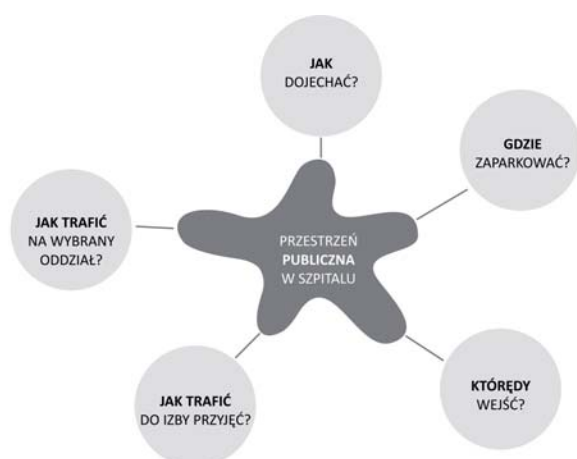 JAK
DOJECHAĆ?
GDZIE
ZAPARKOWAĆ?
JAK TRAFIĆ
NA WYBRANY
ODDZIAŁ?
PRZESTRZEŃ
PUBLICZNA
W SZPITALU
KTÓRĘDY
WEJŚĆ?
JAK TRAFIĆ
DO IZBY PRZYJĘĆ?